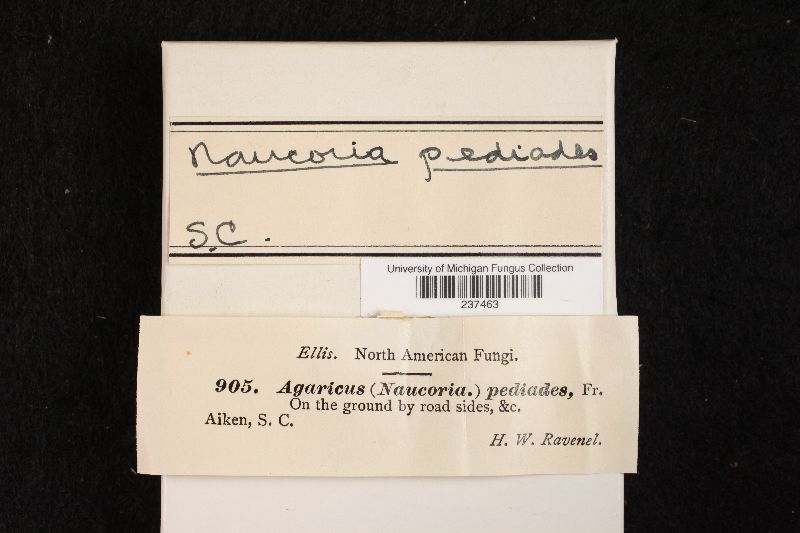 Naucoria pediades
S.C.
University of Michigan Fungus Collection
237463
Ellis. North American Fungi.
905. Agaricus (Naucoria.) pediades, Fr.
On the ground by road sides, &c.
Aiken, S. C.
H. W. Ravenel.